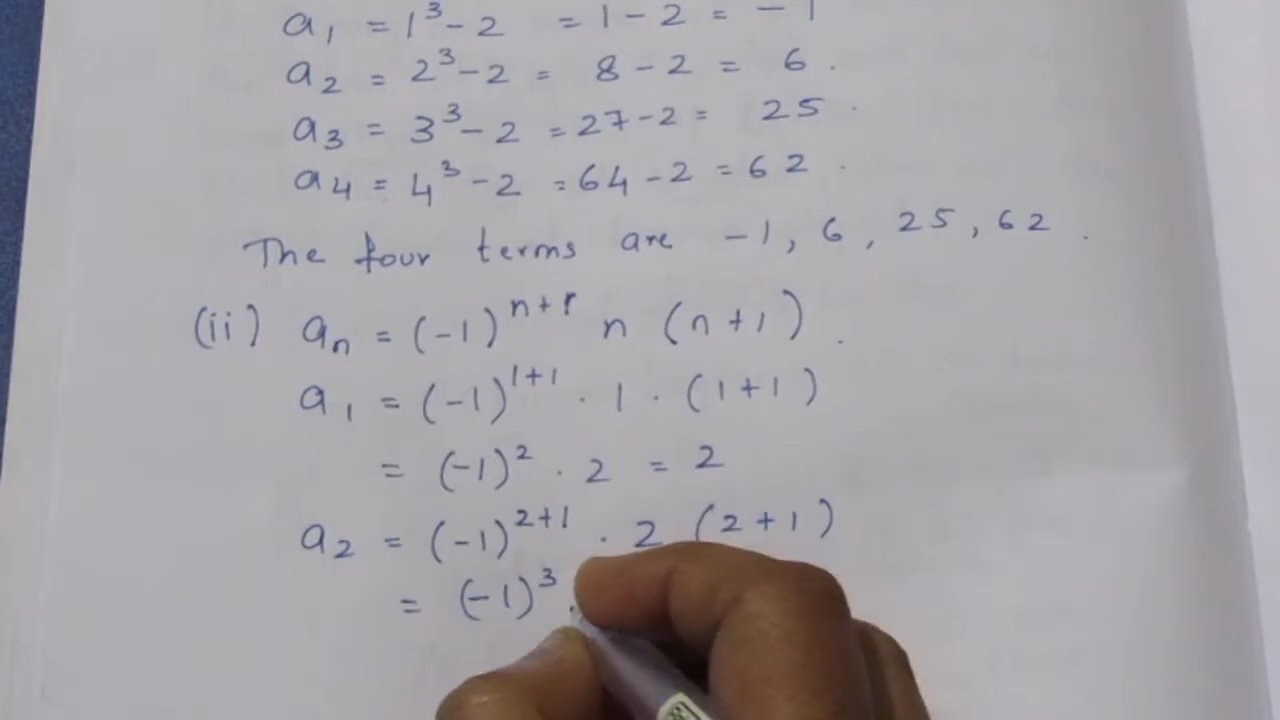 a₁ = 1³ - 2 = 1 - 2 = - 1
a₂ = 2³ - 2 = 8 - 2 = 6 .
a₃ = 3³ - 2 = 27 - 2 = 25 .
a₄ = 4³ - 2 = 64 - 2 = 62 .
The four terms are -1, 6, 25, 62 .
(ii) aₙ = (-1)ⁿ⁺¹ n (n+1) .
a₁ = (-1)¹⁺¹ . 1 . (1+1)
= (-1)² . 2 = 2
a₂ = (-1)²⁺¹ . 2 (2+1)
= (-1)³ .